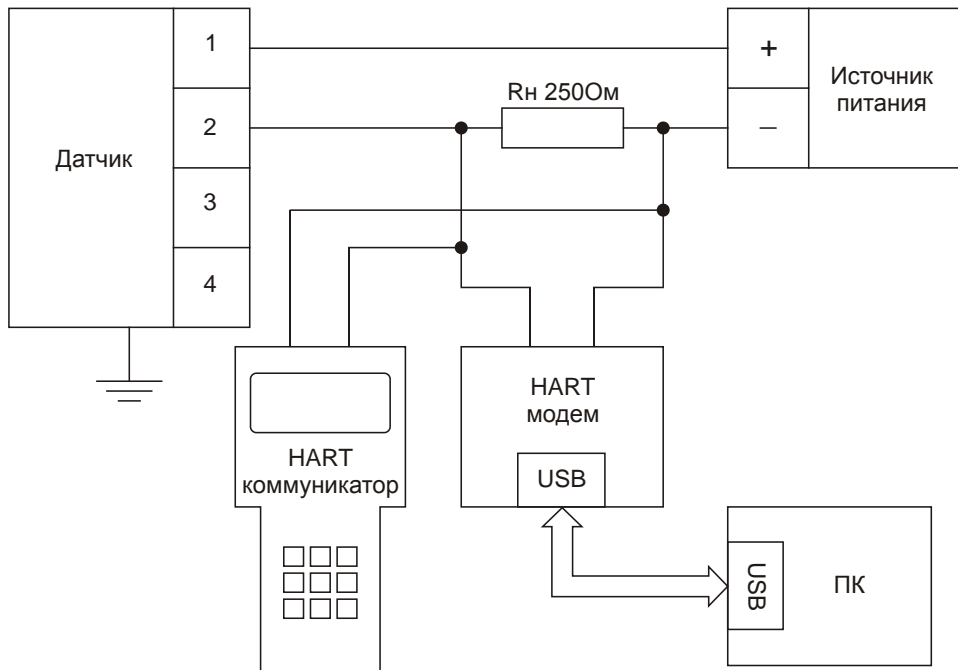 Датчик
1
2
3
4
Rн 250Ом
+
–
Источник
питания
HART
коммуникатор
HART
модем
USB
USB
ПК